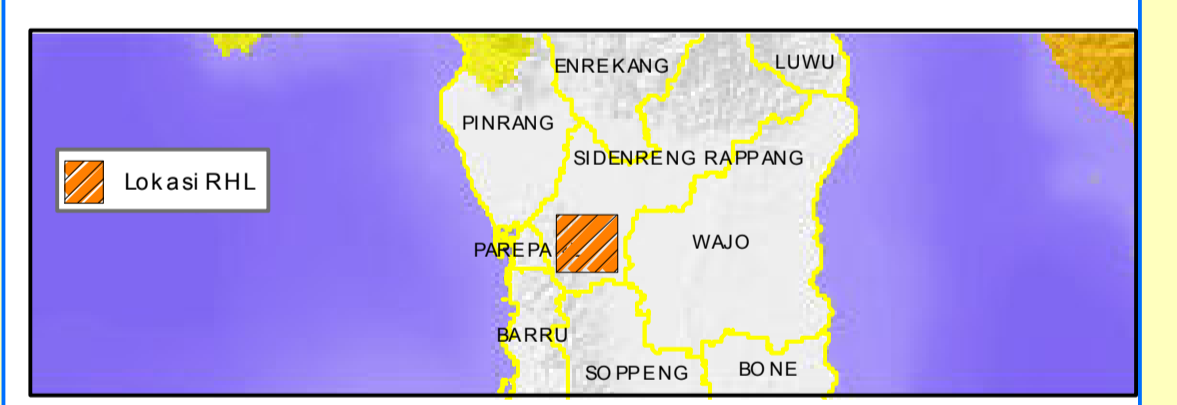 ENREKANG
LUWU
PINRANG
SIDENRENG RAPPANG
Lokasi RHL
PAREPA
WAJO
BARRU
SOPPENG
BONE